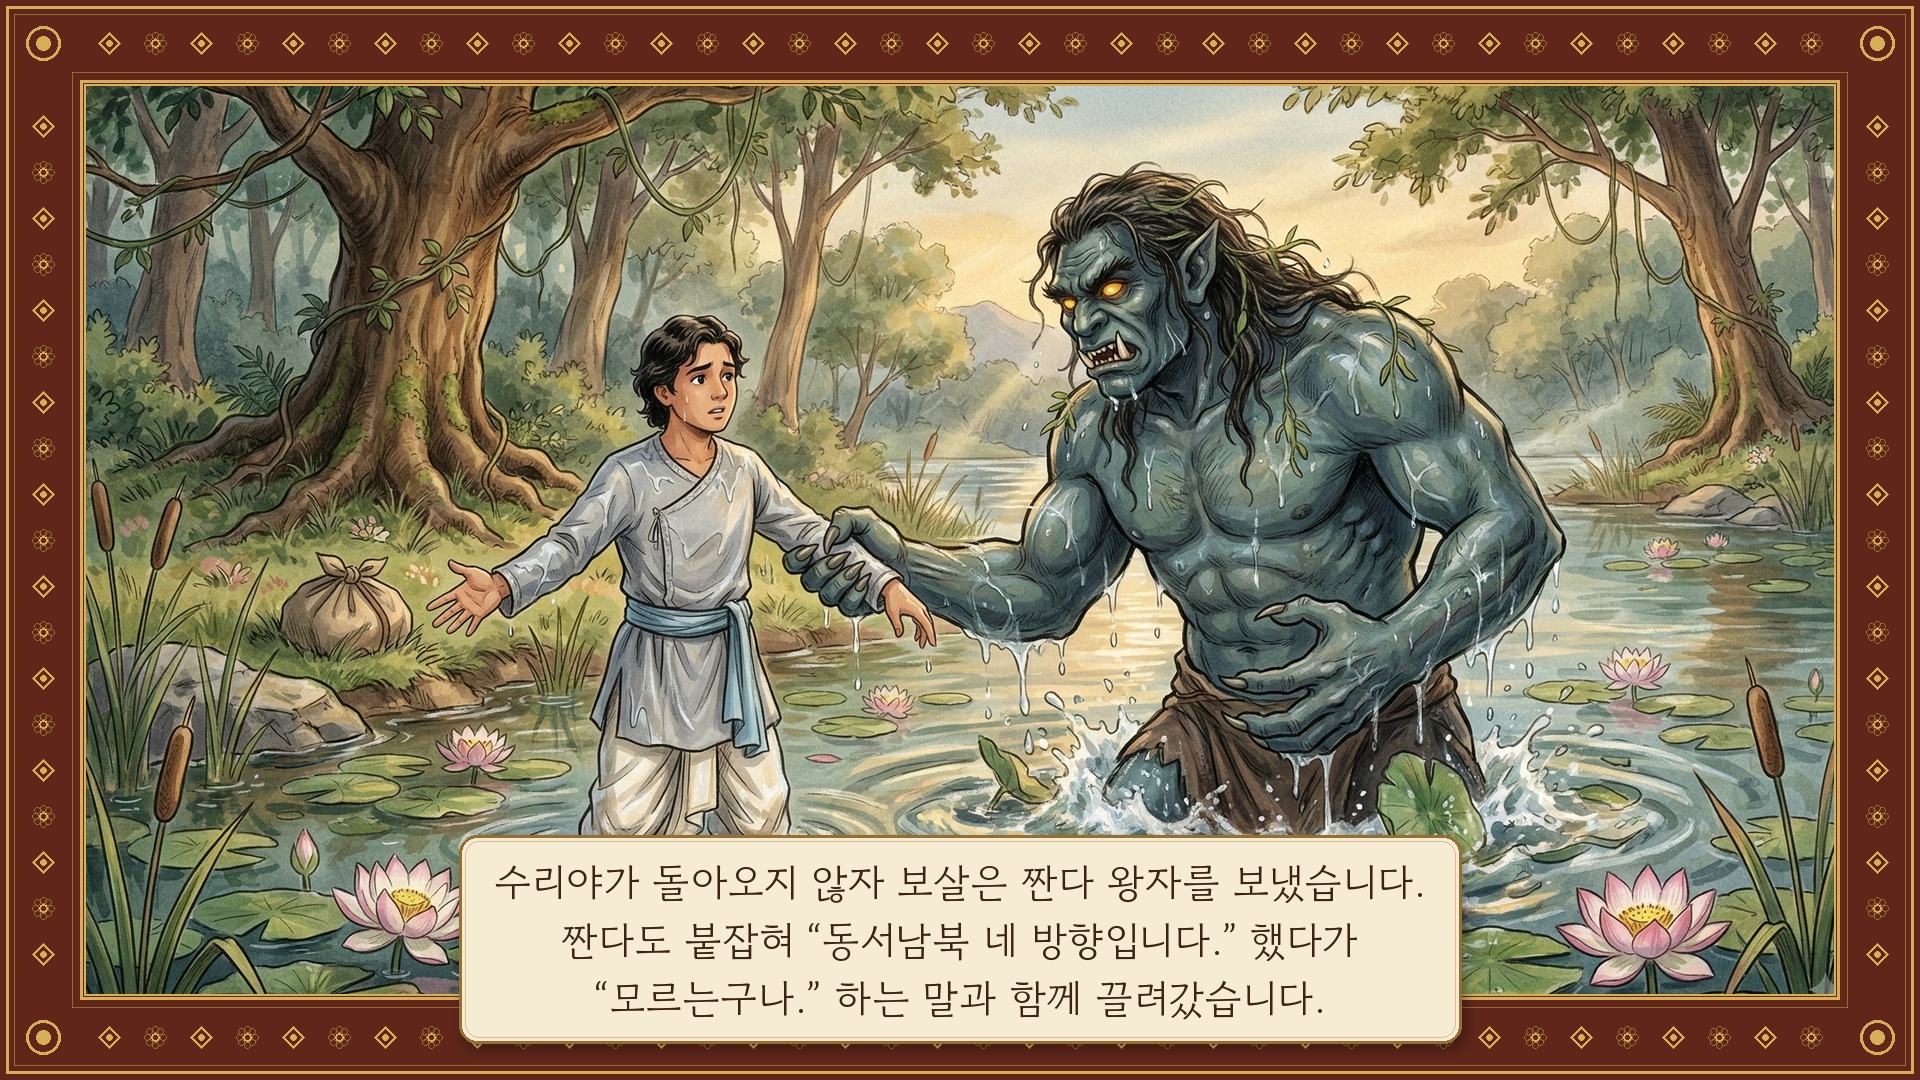 수리야가 돌아오지 않자 보살은 짠다 왕자를 보냈습니다.
짠다도 붙잡혀 “동서남북 네 방향입니다.” 했다가
“모르는구나.” 하는 말과 함께 끌려갔습니다.